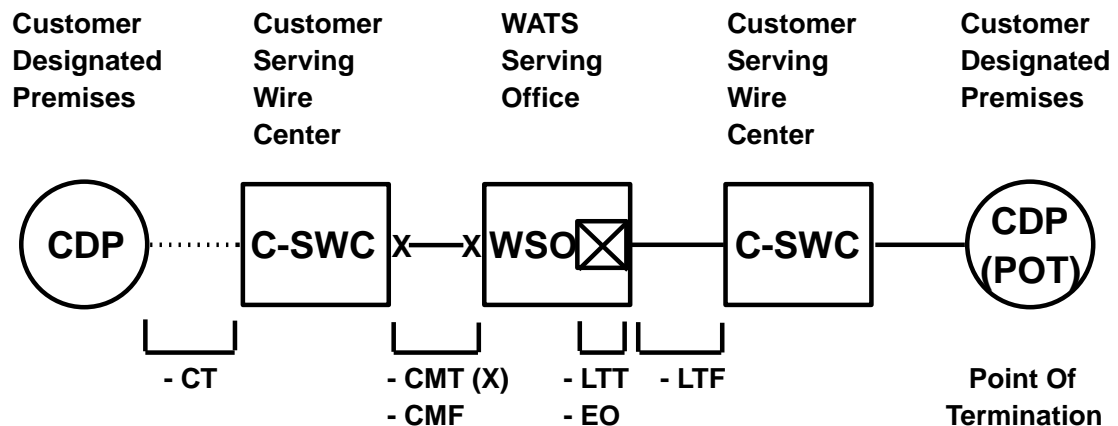 Customer
Designated
Premises
Customer
Serving
Wire
Center
WATS
Serving
Office
Customer
Serving
Wire
Center
Customer
Designated
Premises
CDP
C-SWC
X
X
WSO
C-SWC
CDP
(POT)
- CT
- CMT (X)
- CMF
- LTT
- EO
- LTF
Point Of
Termination